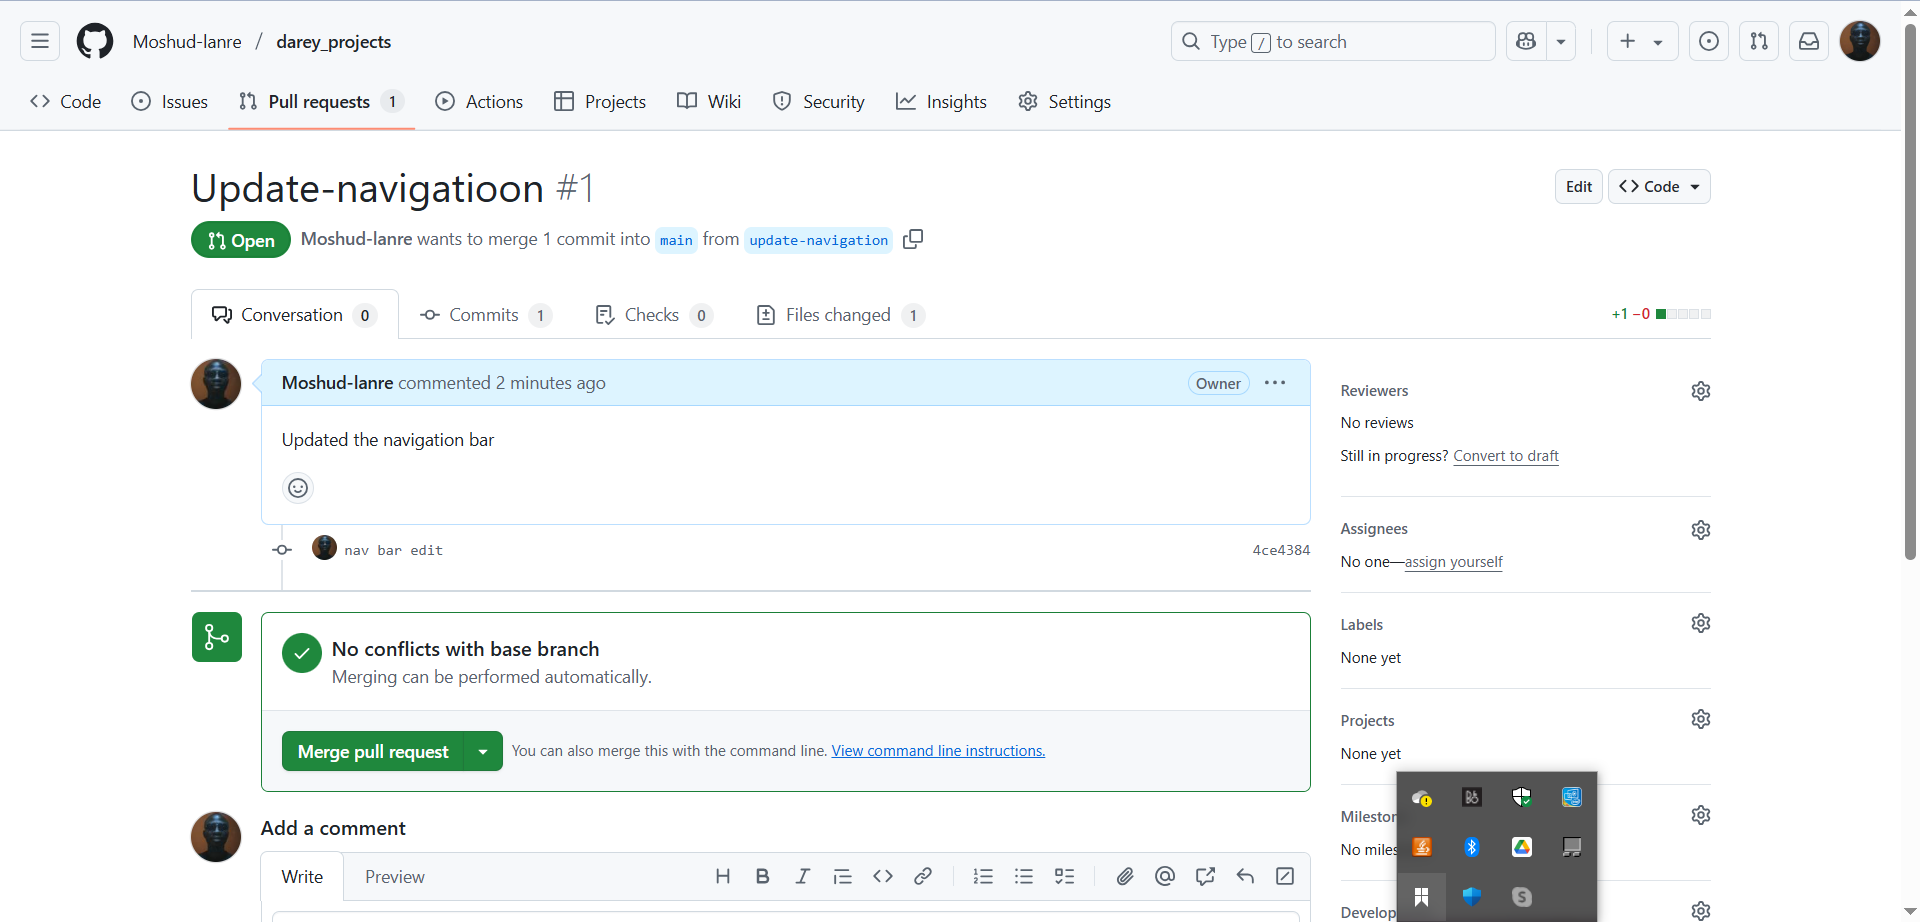 Moshud-lanre / darey_projects
Type / to search
Code Issues Pull requests 1 Actions Projects Wiki Security Insights Settings
Update-navigatioon #1
Edit Code
Open Moshud-lanre wants to merge 1 commit into main from update-navigation
Conversation 0 Commits 1 Checks 0 Files changed 1
+1 −0
Moshud-lanre commented 2 minutes ago
Owner
Updated the navigation bar
nav bar edit
4ce4384
No conflicts with base branch
Merging can be performed automatically.
Merge pull request You can also merge this with the command line. View command line instructions.
Add a comment
Write Preview
H B I
Reviewers
No reviews
Still in progress? Convert to draft
Assignees
No one—assign yourself
Labels
None yet
Projects
None yet
Mileston
No miles
Develop